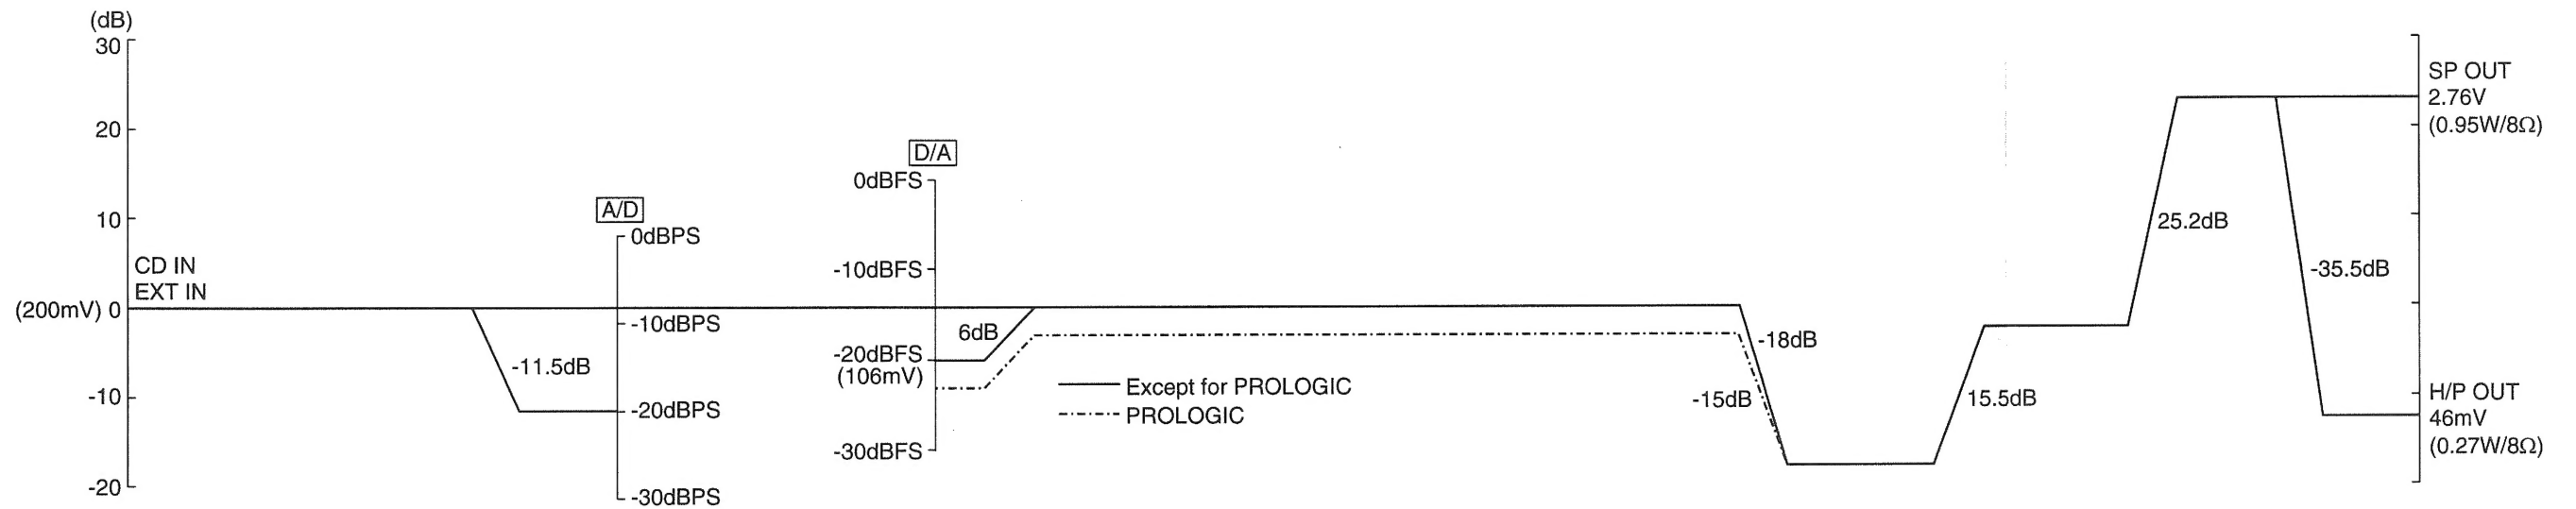 (dB)
30
20
10
(200mV) 0
-10
-20
CD IN
EXT IN
-11.5dB
A/D
0dBPS
-10dBPS
-20dBPS
-30dBPS
D/A
0dBFS
-10dBFS
-20dBFS
(106mV)
-30dBFS
6dB
Except for PROLOGIC
PROLOGIC
-18dB
-15dB
15.5dB
25.2dB
-35.5dB
SP OUT
2.76V
(0.95W/8Ω)
H/P OUT
46mV
(0.27W/8Ω)